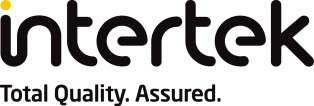 intertek
Total Quality. Assured.